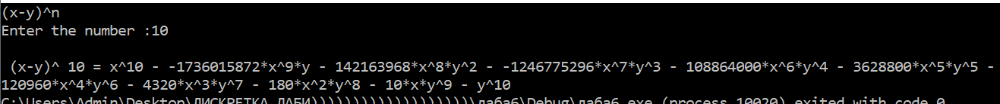 (x-y)^n
Enter the number :10
(x-y)^ 10 = x^10 - -1736015872*x^9*y - 142163968*x^8*y^2 - -1246775296*x^7*y^3 - 108864000*x^6*y^4 - 3628800*x^5*y^5 -
120960*x^4*y^6 - 4320*x^3*y^7 - 180*x^2*y^8 - 10*x*y^9 - y^10
C:\Users\Admin\Desktop\ДИСКРЕТКА ЛАБИ))))))))))))))))))))\лаба6\Debug\лаба6.exe (process 10020) exited with code 0